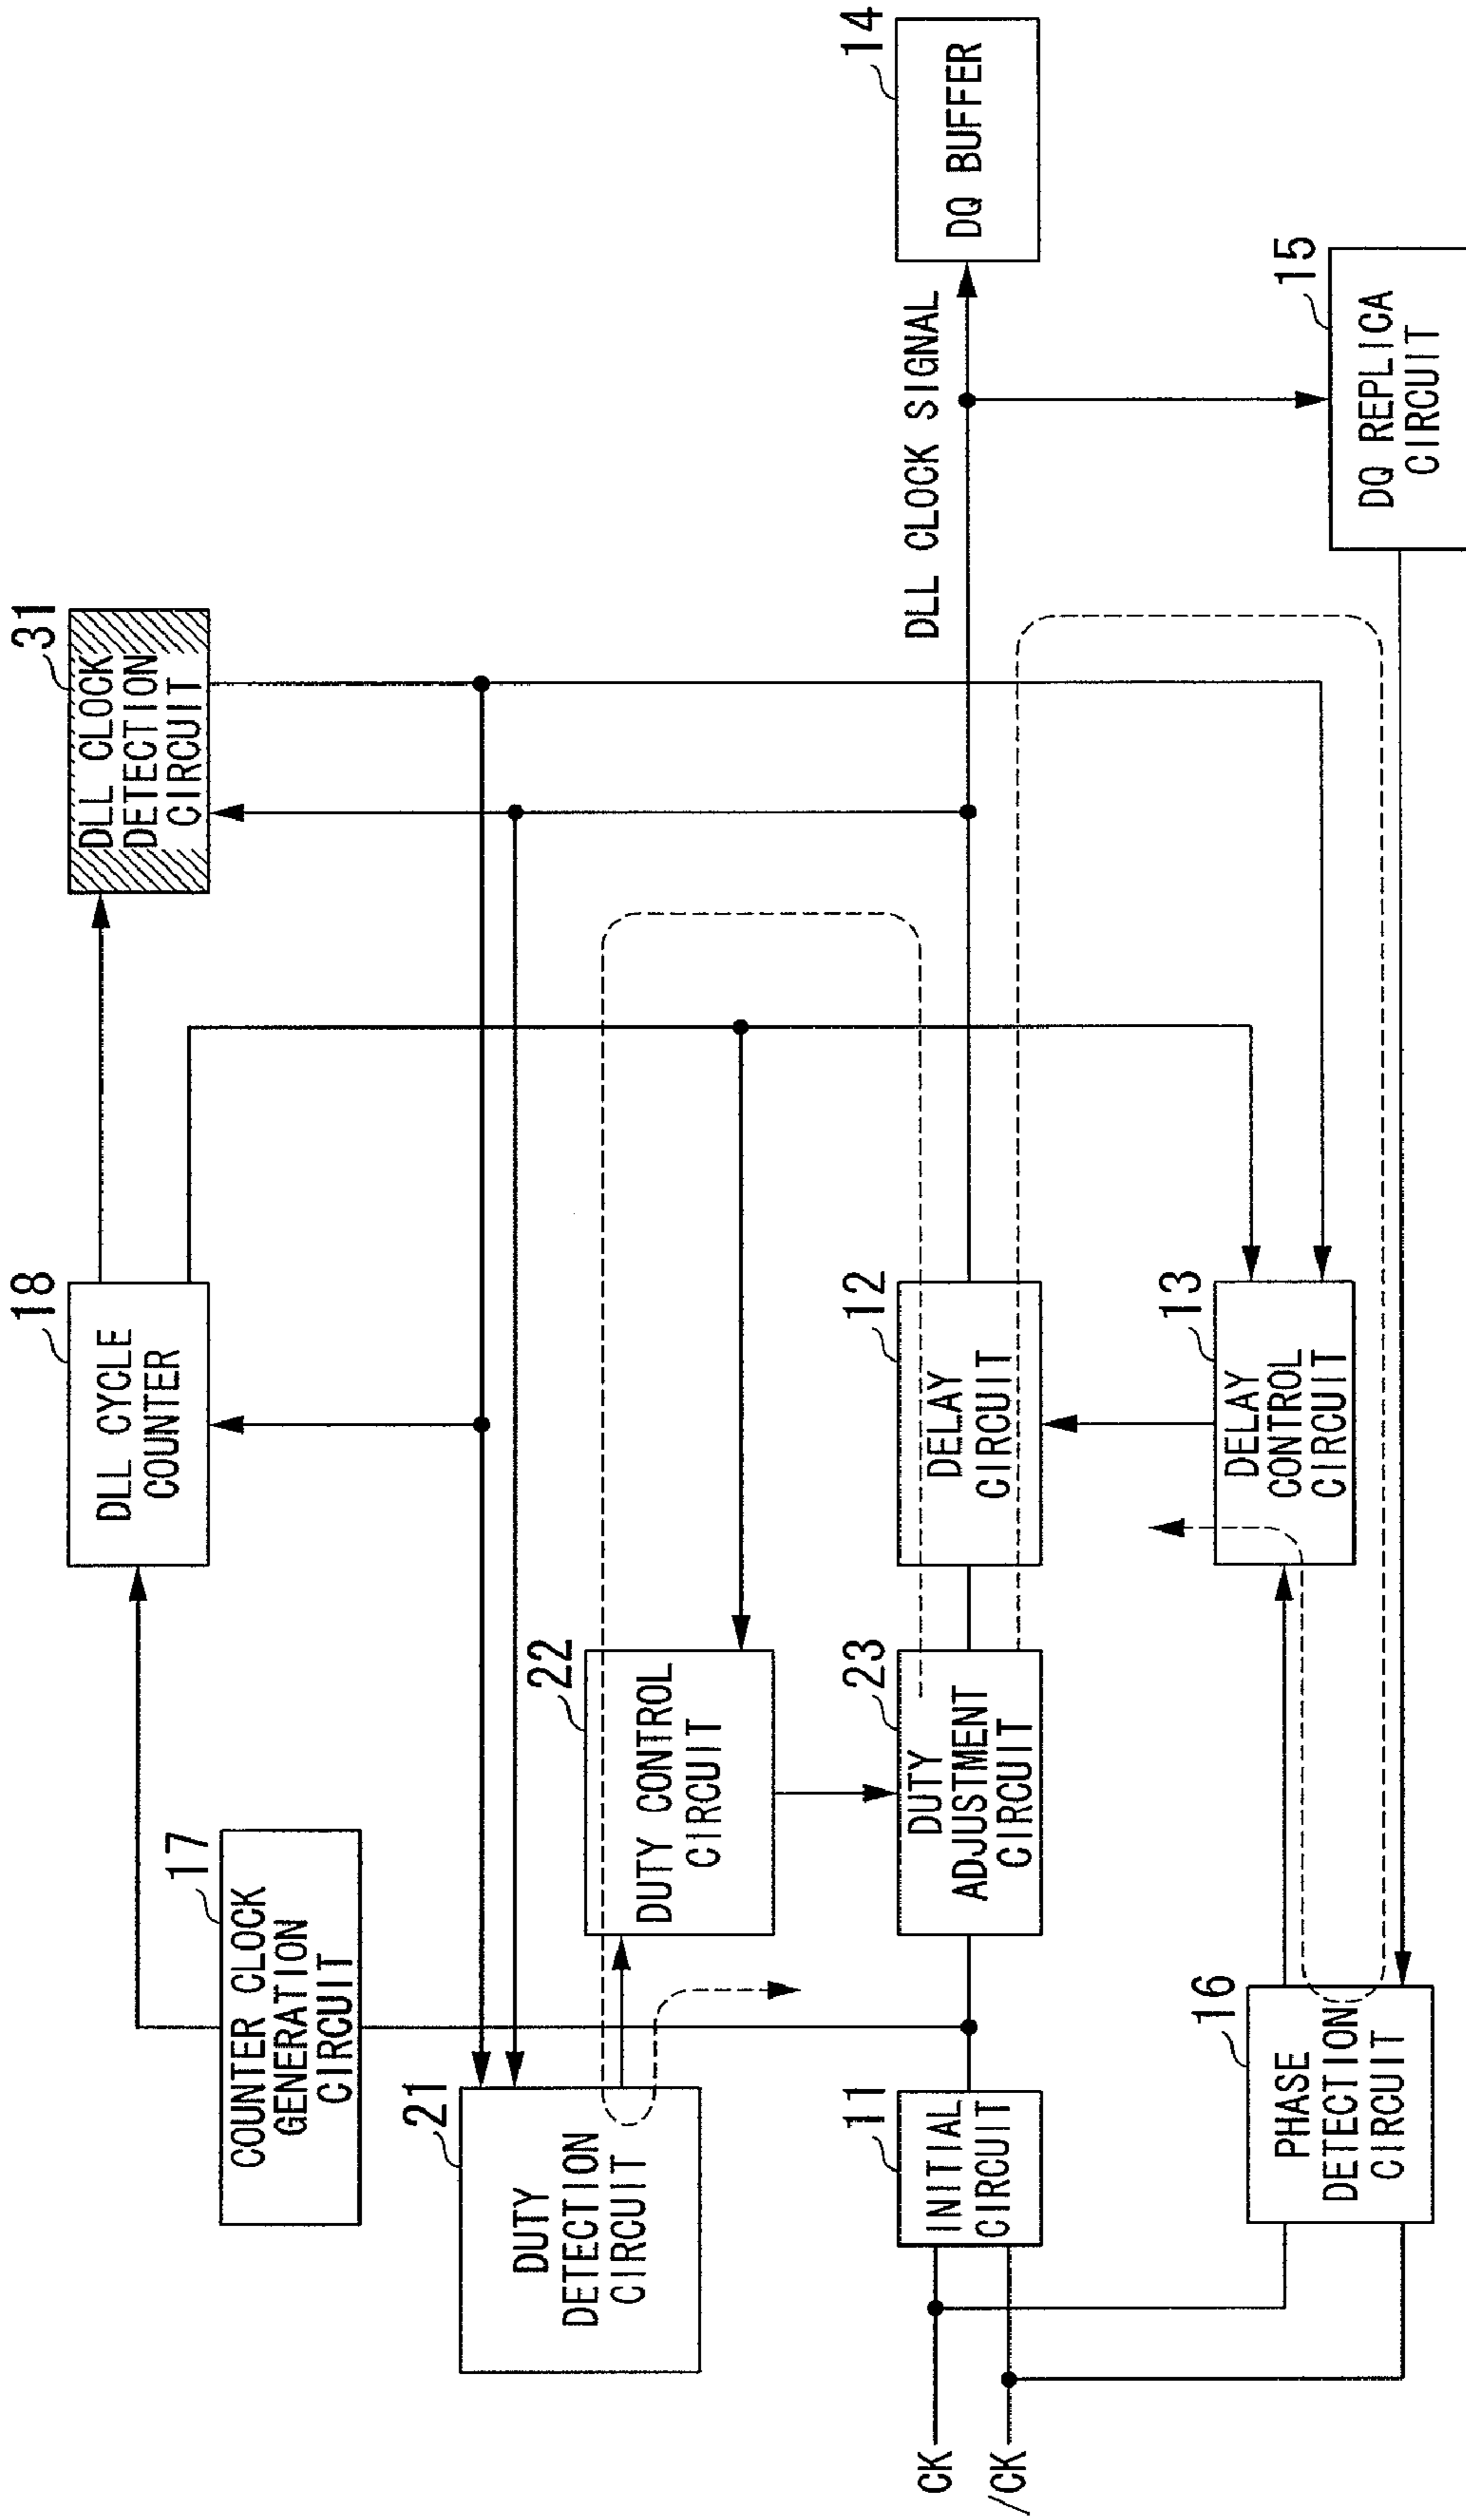 17
COUNTER CLOCK
GENERATION
CIRCUIT
18
DLL CYCLE
COUNTER
31
DLL CLOCK
DETECTION
CIRCUIT
21
DUTY
DETECTION
CIRCUIT
22
DUTY CONTROL
CIRCUIT
CK
/CK
11
INITIAL
CIRCUIT
23
DUTY
ADJUSTMENT
CIRCUIT
12
DELAY
CIRCUIT
DLL CLOCK SIGNAL
14
DQ BUFFER
16
PHASE
DETECTION
CIRCUIT
13
DELAY
CONTROL
CIRCUIT
15
DQ REPLICA
CIRCUIT